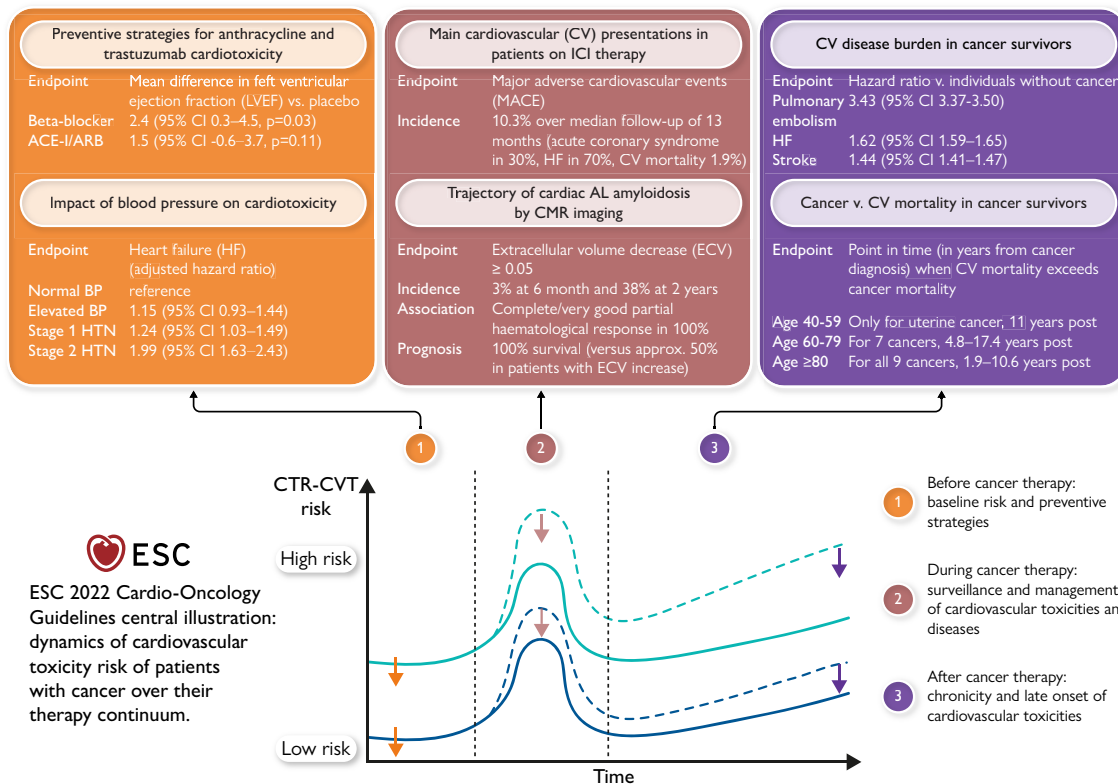 Preventive strategies for anthracycline and
trastuzumab cardiotoxicity
Endpoint Mean difference in feft ventricular
ejection fraction (LVEF) vs. placebo
Beta-blocker 2.4 (95% CI 0.3–4.5, p=0.03)
ACE-I/ARB 1.5 (95% CI -0.6–3.7, p=0.11)
Impact of blood pressure on cardiotoxicity
Endpoint Heart failure (HF)
(adjusted hazard ratio)
Normal BP reference
Elevated BP 1.15 (95% CI 0.93–1.44)
Stage 1 HTN 1.24 (95% CI 1.03–1.49)
Stage 2 HTN 1.99 (95% CI 1.63–2.43)
Main cardiovascular (CV) presentations in
patients on ICI therapy
Endpoint Major adverse cardiovascular events
(MACE)
Incidence 10.3% over median follow-up of 13
months (acute coronary syndrome
in 30%, HF in 70%, CV mortality 1.9%)
Trajectory of cardiac AL amyloidosis
by CMR imaging
Endpoint Extracellular volume decrease (ECV)
≥ 0.05
Incidence 3% at 6 month and 38% at 2 years
Association Complete/very good partial
haematological response in 100%
Prognosis 100% survival (versus approx. 50%
in patients with ECV increase)
CV disease burden in cancer survivors
Endpoint Hazard ratio v. individuals without cancer
Pulmonary 3.43 (95% CI 3.37-3.50)
embolism
HF 1.62 (95% CI 1.59–1.65)
Stroke 1.44 (95% CI 1.41–1.47)
Cancer v. CV mortality in cancer survivors
Endpoint Point in time (in years from cancer
diagnosis) when CV mortality exceeds
cancer mortality
Age 40-59 Only for uterine cancer, 11 years post
Age 60-79 For 7 cancers, 4.8–17.4 years post
Age ≥80 For all 9 cancers, 1.9–10.6 years post
1
2
3
CTR-CVT
risk
High risk
Low risk
Time
ESC
ESC 2022 Cardio-Oncology
Guidelines central illustration:
dynamics of cardiovascular
toxicity risk of patients
with cancer over their
therapy continuum.
1
Before cancer therapy:
baseline risk and preventive
strategies
2
During cancer therapy:
surveillance and management
of cardiovascular toxicities an
diseases
3
After cancer therapy:
chronicity and late onset of
cardiovascular toxicities